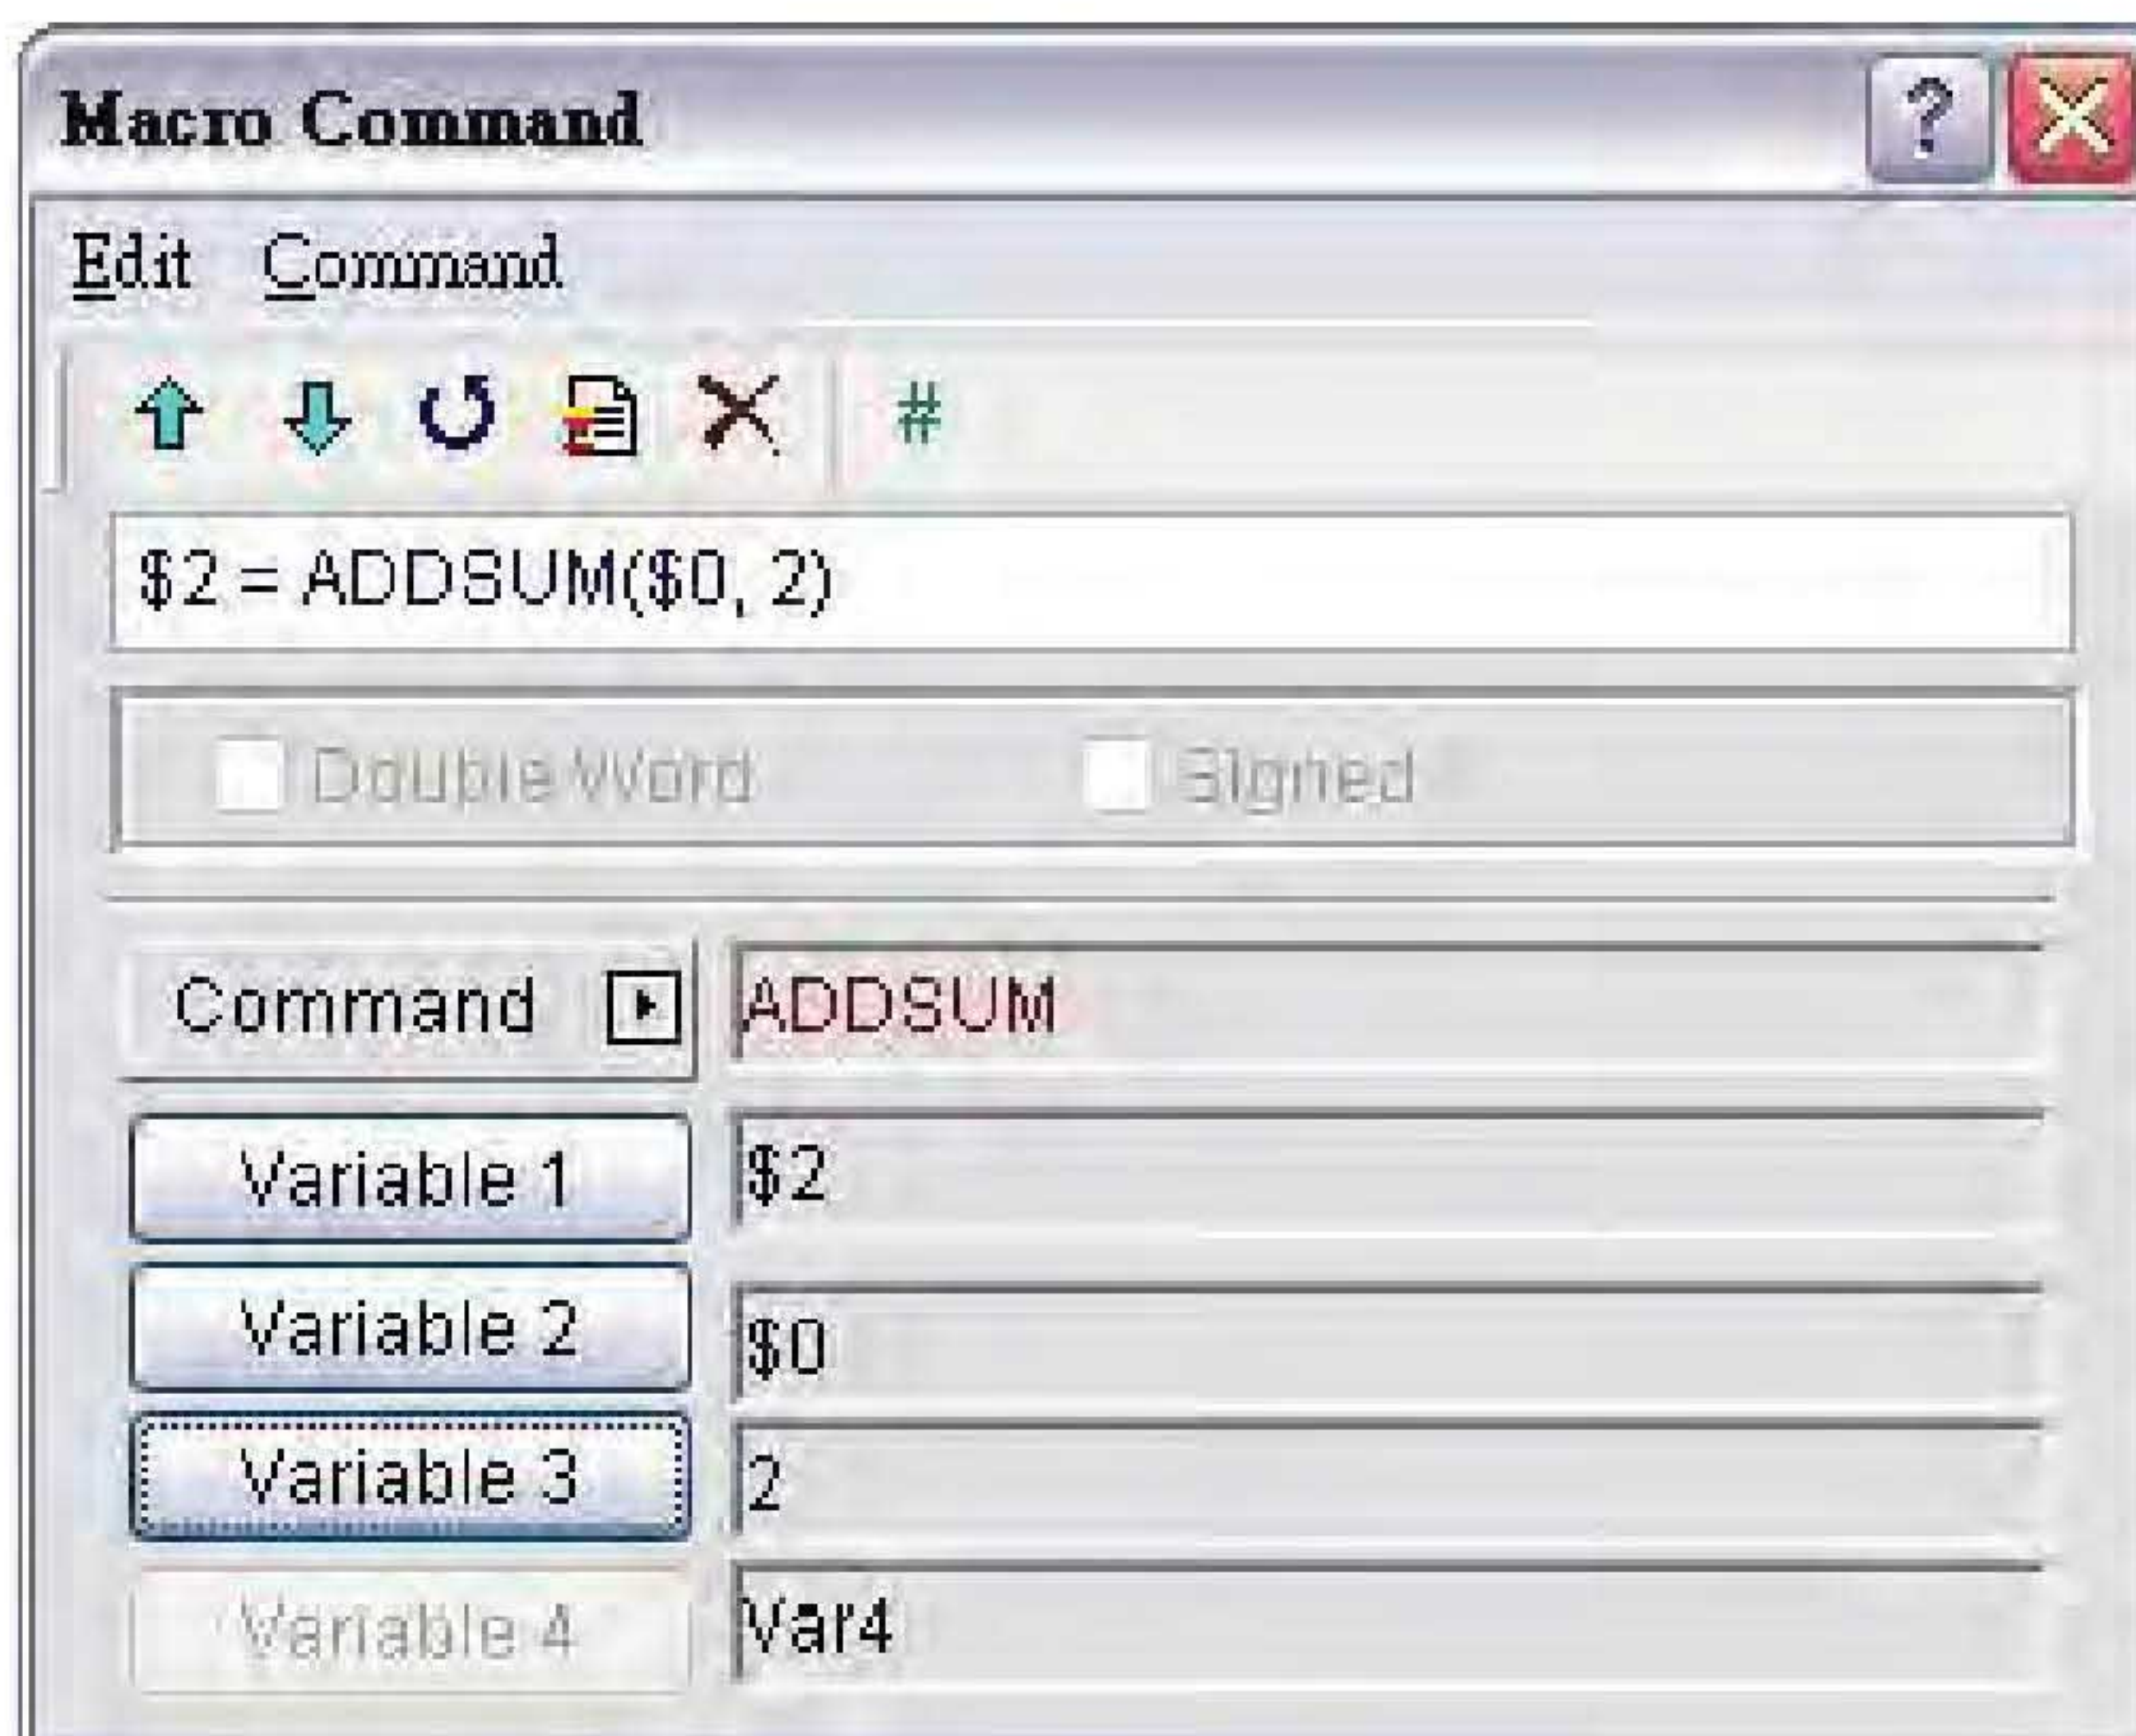 Macro Command
?
Edit Command
#
$2 = ADDSUM($0, 2)
Double Word Signed
Command ADDSUM
Variable 1 $2
Variable 2 $0
Variable 3 2
Variable 4 Var4